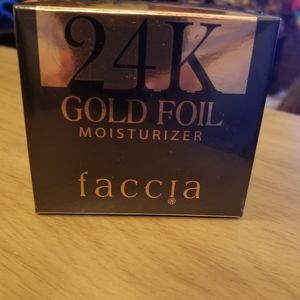 24K
GOLD FOIL
MOISTURIZER
faccia